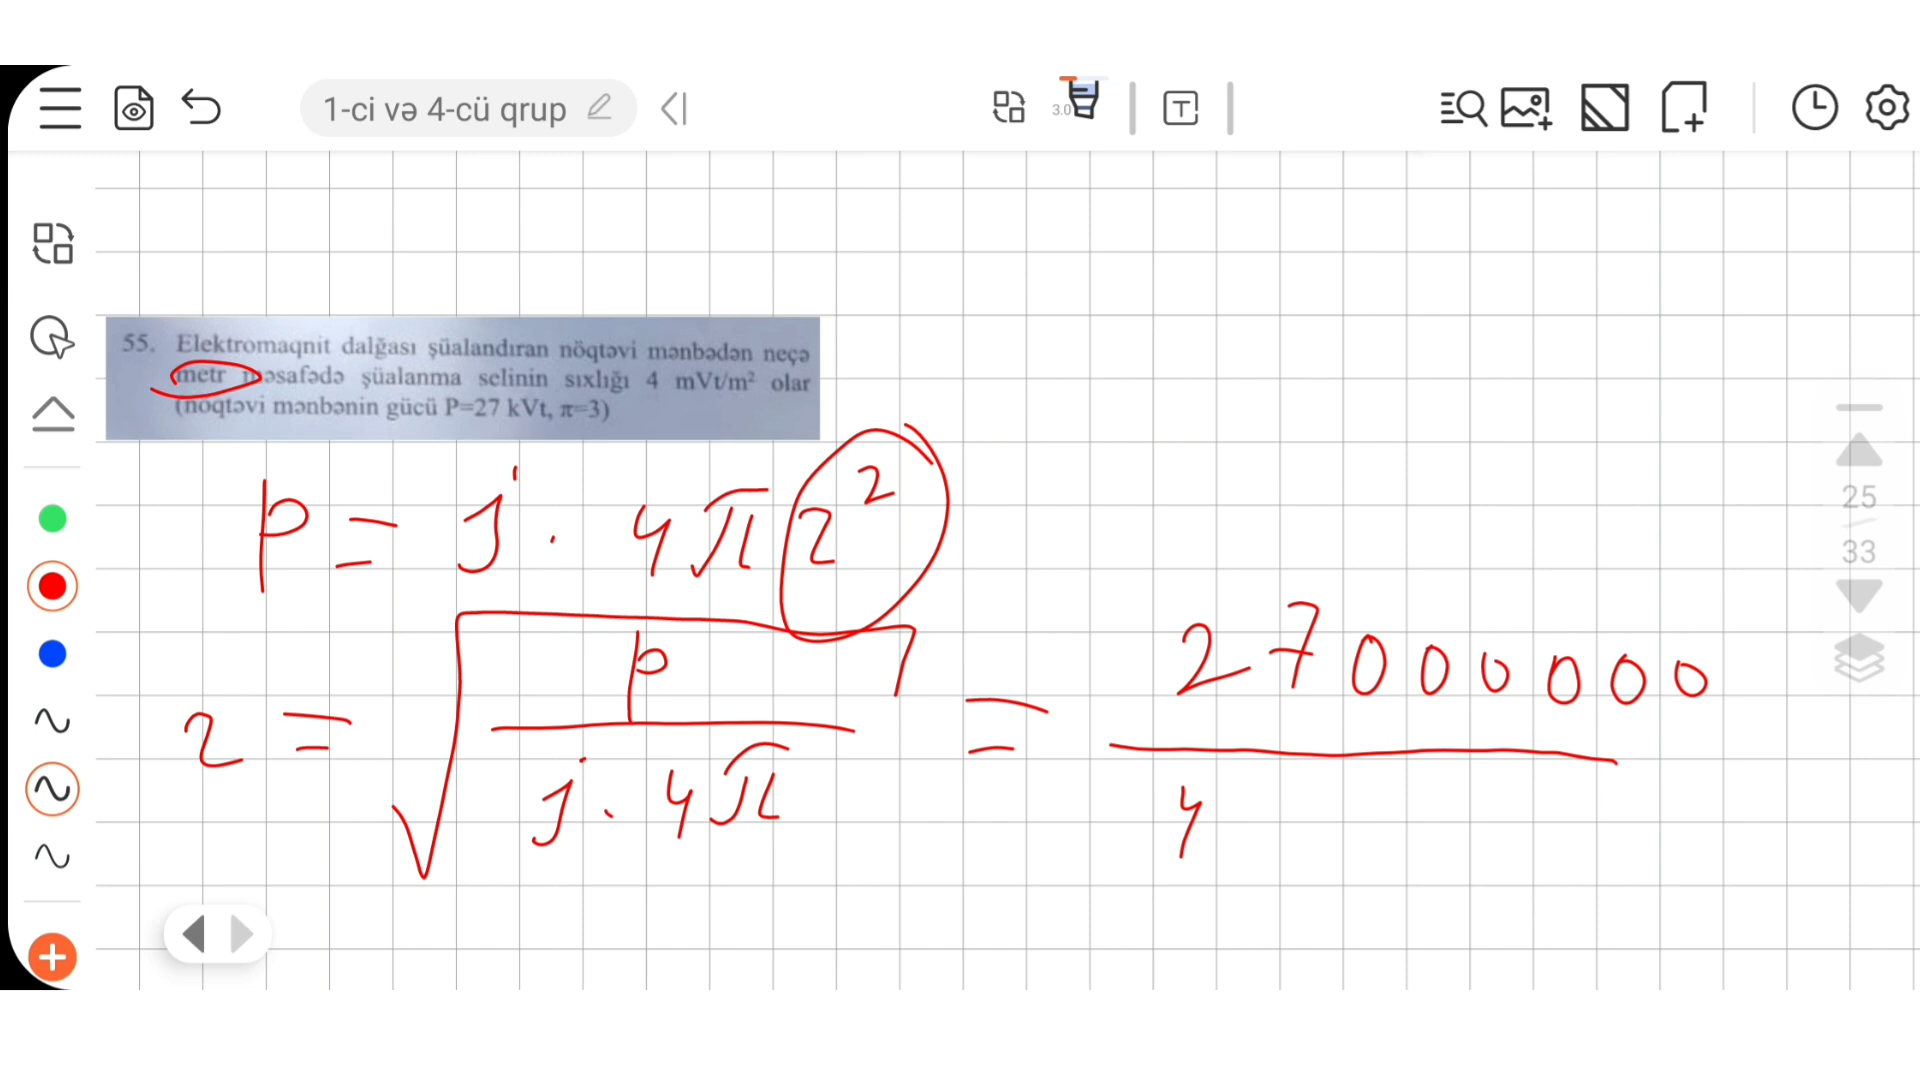 1-ci və 4-cü qrup
3.0
T
55. Elektromaqnit dalğası şüalandıran nöqtəvi mənbədən neçə
metr məsafədə şüalanma selinin sıxlığı 4 mVt/m² olar
(nöqtəvi mənbənin gücü P=27 kVt, π=3)
P = j · 4π r²
r = √(P / (j · 4π)) = 27000000 / 4
25
33